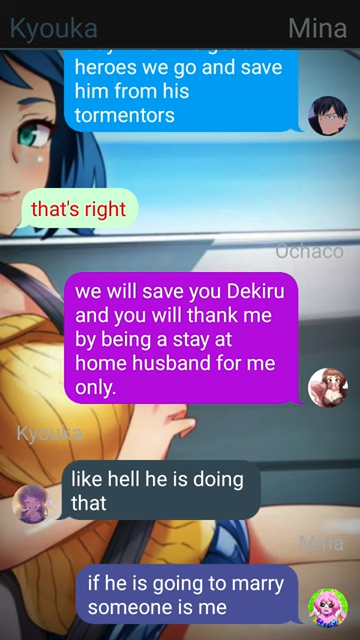 Kyouka Mina
heroes we go and save
him from his
tormentors
that's right
Ochaco
we will save you Dekiru
and you will thank me
by being a stay at
home husband for me
only.
Kyouka
like hell he is doing
that
Mina
if he is going to marry
someone is me